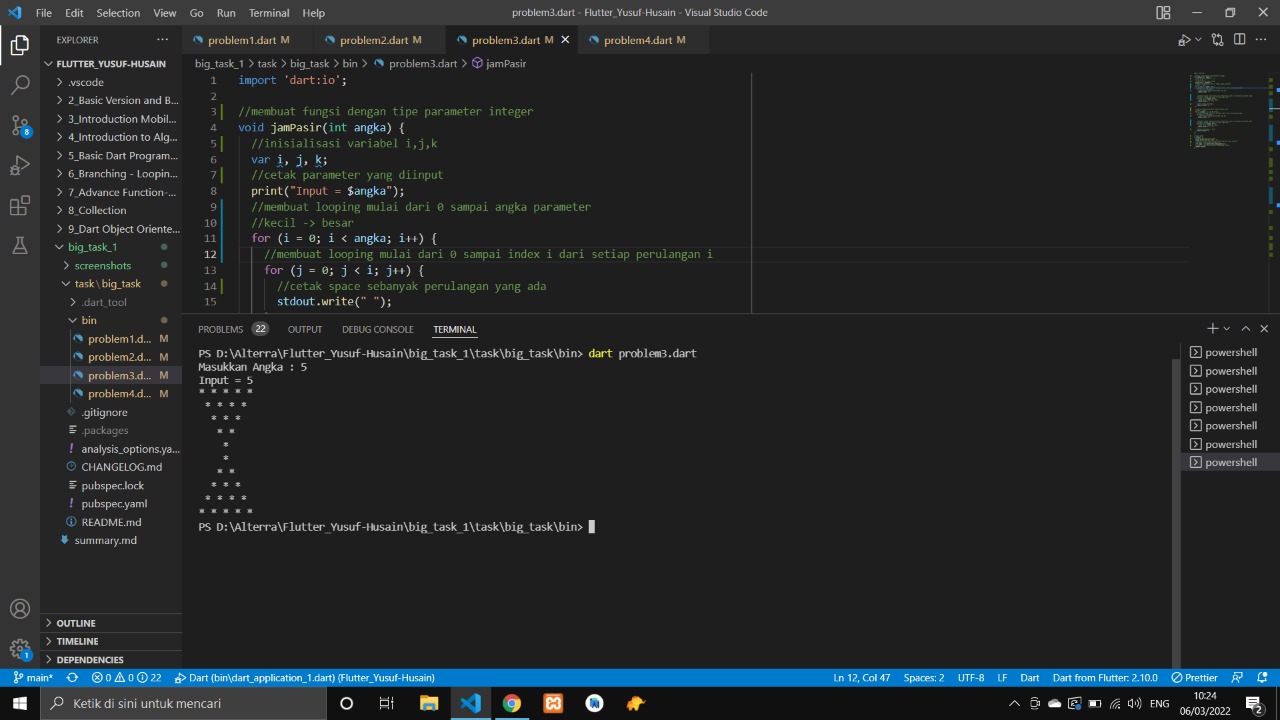 File Edit Selection View Go Run Terminal Help problem3.dart - Flutter_Yusuf-Husain - Visual Studio Code
EXPLORER
FLUTTER_YUSUF-HUSAIN
.vscode
2_Basic Version and B...
3_Introduction Mobil...
4_Introduction to Alg...
5_Basic Dart Program...
6_Branching - Loopin...
7_Advance Function-...
8_Collection
9_Dart Object Oriente...
big_task_1
screenshots
task\big_task
.dart_tool
bin
problem1.d... M
problem2.d... M
problem3.d... M
problem4.d... M
.gitignore
.packages
analysis_options.ya...
CHANGELOG.md
pubspec.lock
pubspec.yaml
README.md
summary.md
OUTLINE
TIMELINE
DEPENDENCIES
8
1
problem1.dart M problem2.dart M problem3.dart M problem4.dart M
big_task_1 > task > big_task > bin > problem3.dart > jamPasir
1 import 'dart:io';
2
3 //membuat fungsi dengan tipe parameter integer
4 void jamPasir(int angka) {
5 //inisialisasi variabel i,j,k
6 var i, j, k;
7 //cetak parameter yang diinput
8 print("Input = $angka");
9 //membuat looping mulai dari 0 sampai angka parameter
10 //kecil -> besar
11 for (i = 0; i < angka; i++) {
12 //membuat looping mulai dari 0 sampai index i dari setiap perulangan i
13 for (j = 0; j < i; j++) {
14 //cetak space sebanyak perulangan yang ada
15 stdout.write(" ");
PROBLEMS 22 OUTPUT DEBUG CONSOLE TERMINAL
PS D:\Alterra\Flutter_Yusuf-Husain\big_task_1\task\big_task\bin> dart problem3.dart
Masukkan Angka : 5
Input = 5
* * * * *
 * * * *
  * * *
   * *
    *
    *
   * *
  * * *
 * * * *
* * * * *
PS D:\Alterra\Flutter_Yusuf-Husain\big_task_1\task\big_task\bin>
powershell
powershell
powershell
powershell
powershell
powershell
powershell
main* 0 0 22 Dart (bin\dart_application_1.dart) (Flutter_Yusuf-Husain) Ln 12, Col 47 Spaces: 2 UTF-8 LF Dart Dart from Flutter: 2.10.0 Prettier
Ketik di sini untuk mencari
ENG
10:24
06/03/2022
2